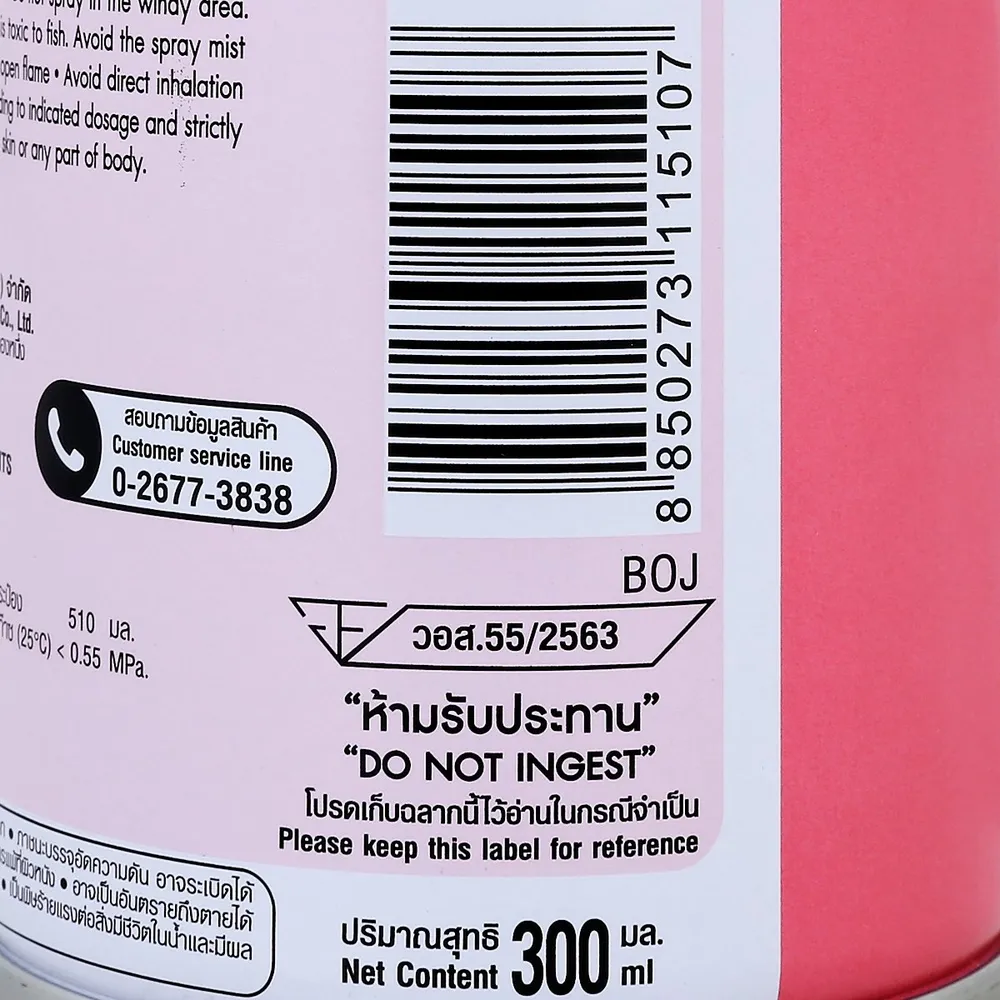 spray in the windy area.
is toxic to fish. Avoid the spray mist
open flame • Avoid direct inhalation
to indicated dosage and strictly
skin or any part of body.
) จำกัด
Co., Ltd.
สอบถามข้อมูลสินค้า
Customer service line
0-2677-3838
510 มล.
(25°C) < 0.55 MPa.
8 850273 115107
BOJ
วอส.55/2563
“ห้ามรับประทาน”
“DO NOT INGEST”
โปรดเก็บฉลากนี้ไว้อ่านในกรณีจำเป็น
Please keep this label for reference
• ภาชนะบรรจุอัดความดัน อาจระเบิดได้
• อาจเป็นอันตรายถึงตายได้
• เป็นพิษร้ายแรงต่อสิ่งมีชีวิตในน้ำและมีผล
ปริมาณสุทธิ 300 มล.
Net Content ml